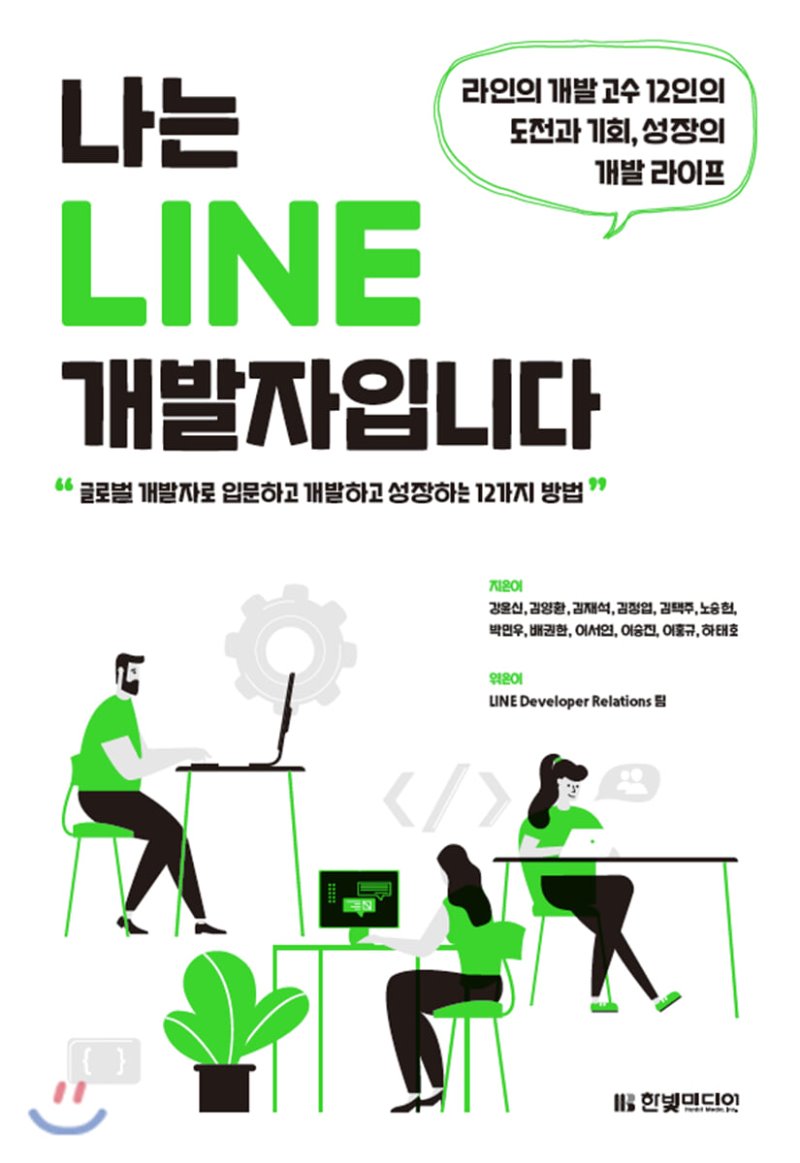 나는
LINE
개발자입니다
라인의 개발 고수 12인의
도전과 기회, 성장의
개발 라이프
“ 글로벌 개발자로 입문하고 개발하고 성장하는 12가지 방법 ”
지은이
강윤신, 김영환, 김재석, 김정엽, 김택주, 노승헌,
박민우, 배권한, 이서연, 이승진, 이홍규, 하태호
엮은이
LINE Developer Relations 팀
</>
{ }
한빛미디어
Hanbit Media, Inc.